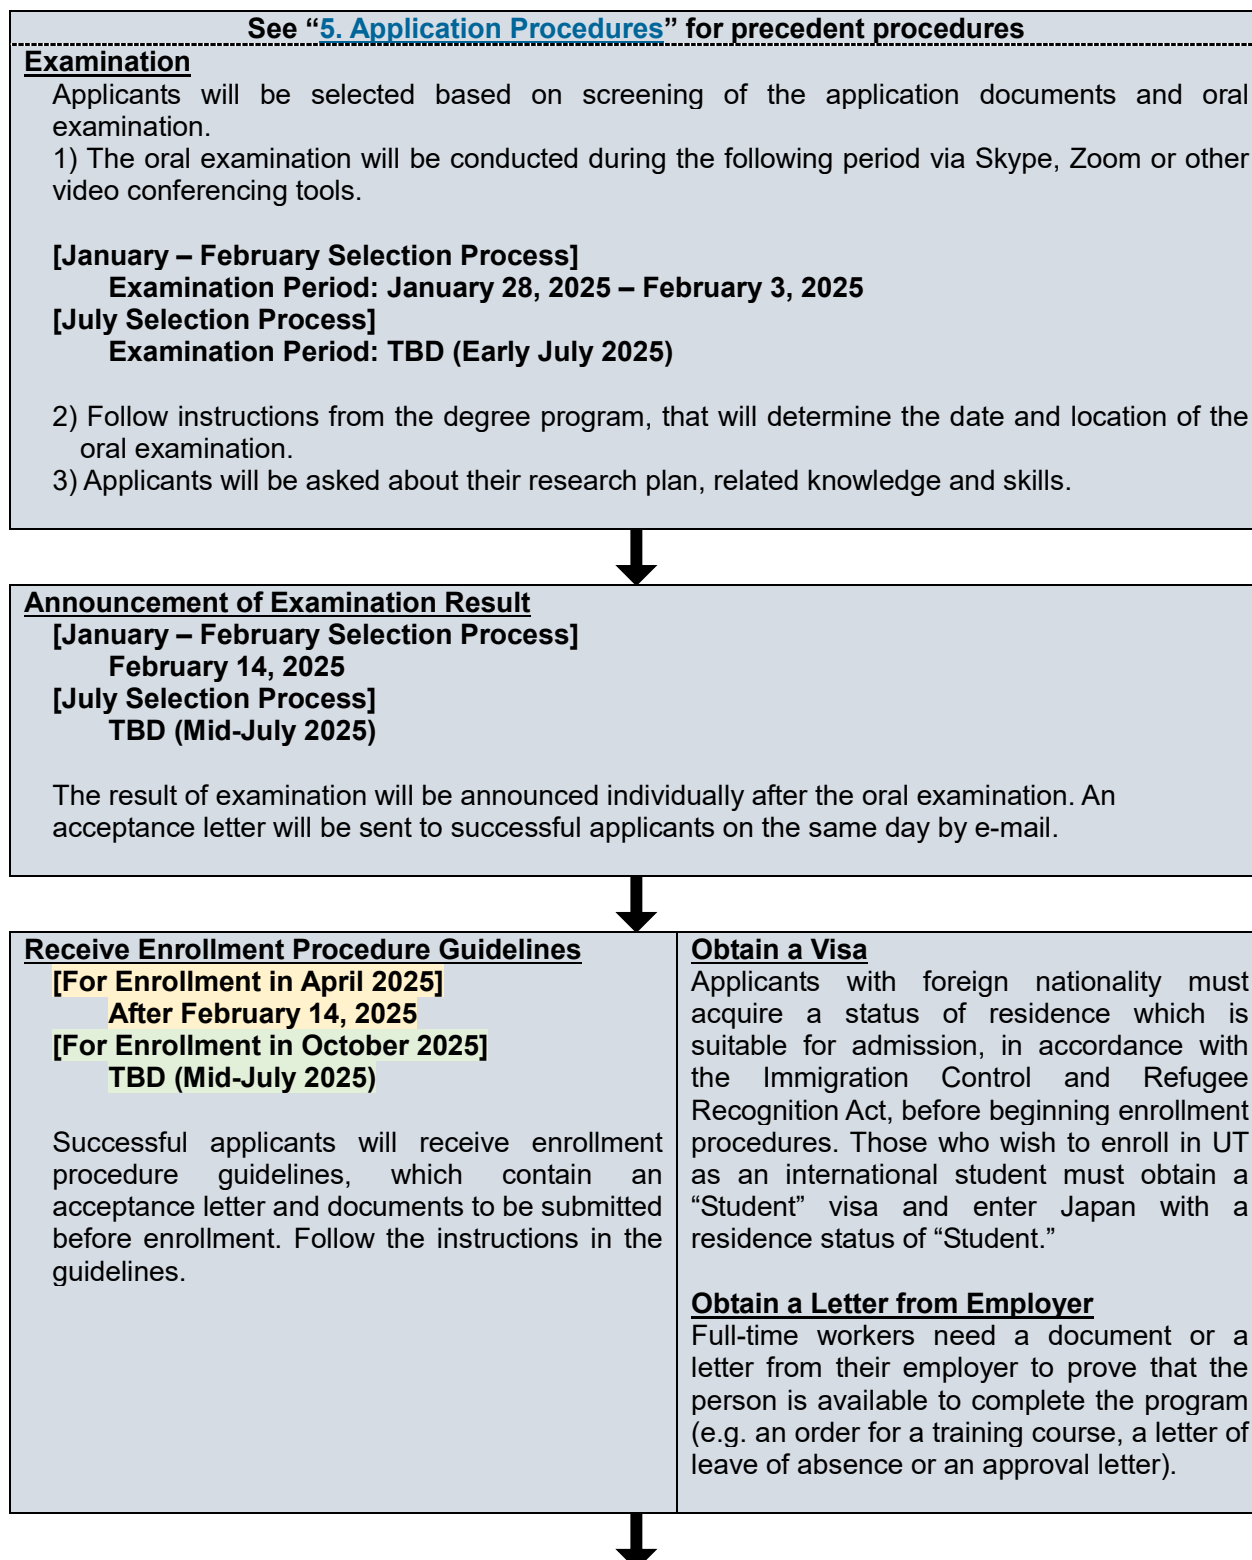 See “5. Application Procedures” for precedent procedures
Examination
Applicants will be selected based on screening of the application documents and oral
examination.
1) The oral examination will be conducted during the following period via Skype, Zoom or other
video conferencing tools.
[January – February Selection Process]
Examination Period: January 28, 2025 – February 3, 2025
[July Selection Process]
Examination Period: TBD (Early July 2025)
2) Follow instructions from the degree program, that will determine the date and location of the
oral examination.
3) Applicants will be asked about their research plan, related knowledge and skills.
Announcement of Examination Result
[January – February Selection Process]
February 14, 2025
[July Selection Process]
TBD (Mid-July 2025)
The result of examination will be announced individually after the oral examination. An
acceptance letter will be sent to successful applicants on the same day by e-mail.
Receive Enrollment Procedure Guidelines
[For Enrollment in April 2025]
After February 14, 2025
[For Enrollment in October 2025]
TBD (Mid-July 2025)
Successful applicants will receive enrollment
procedure guidelines, which contain an
acceptance letter and documents to be submitted
before enrollment. Follow the instructions in the
guidelines.
Obtain a Visa
Applicants with foreign nationality must
acquire a status of residence which is
suitable for admission, in accordance with
the Immigration Control and Refugee
Recognition Act, before beginning enrollment
procedures. Those who wish to enroll in UT
as an international student must obtain a
“Student” visa and enter Japan with a
residence status of “Student.”
Obtain a Letter from Employer
Full-time workers need a document or a
letter from their employer to prove that the
person is available to complete the program
(e.g. an order for a training course, a letter of
leave of absence or an approval letter).